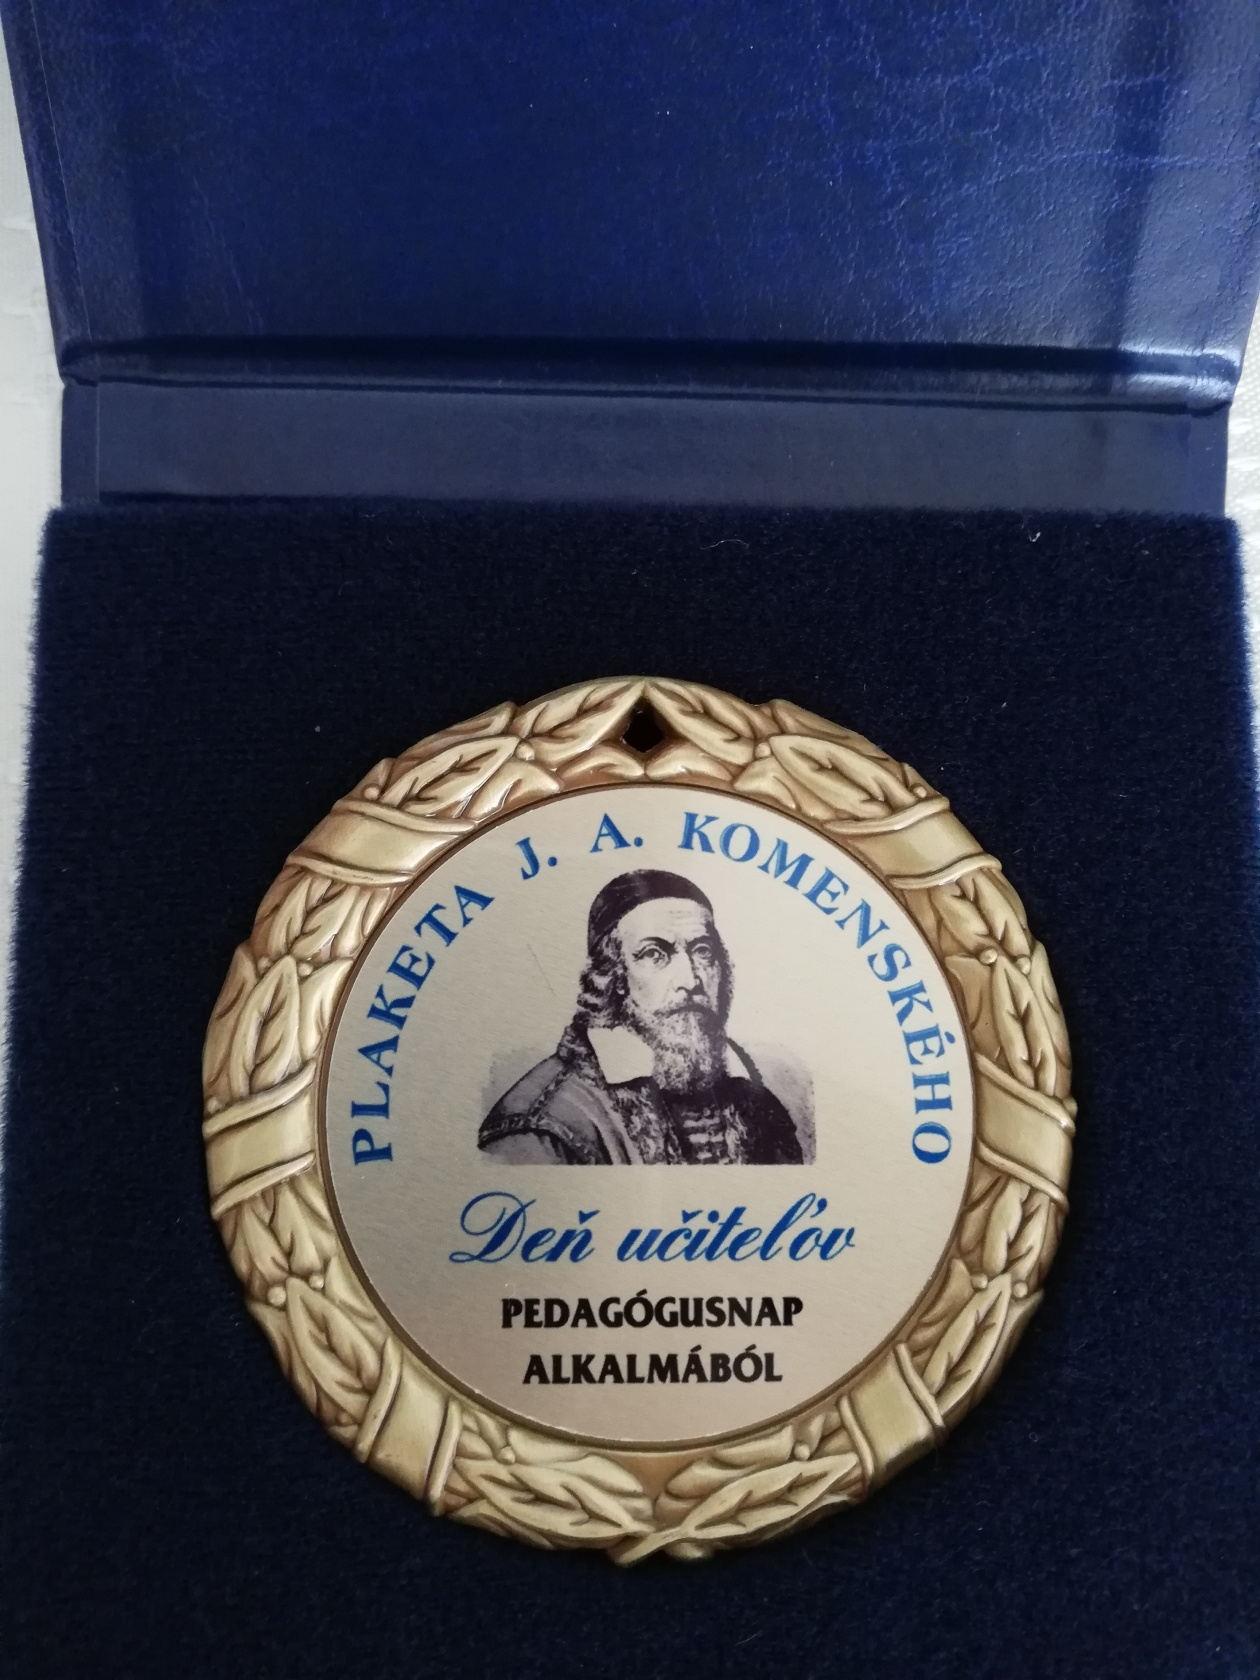 PLAKETA J. A. KOMENSKÉHO
Deň učiteľov
PEDAGÓGUSNAP
ALKALMÁBÓL